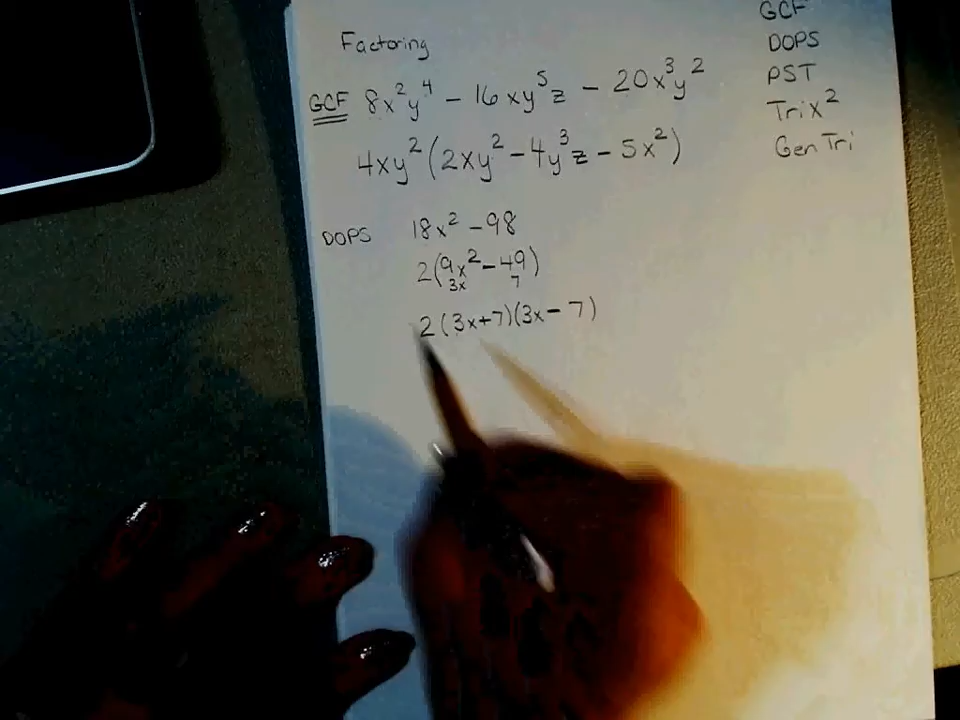 Factoring
GCF 8x²y⁴ - 16xy⁵z - 20x³y²
4xy²(2xy² - 4y³z - 5x²)
DOPS 18x² - 98
2(9x² - 49)
3x 7
2(3x+7)(3x - 7)
GCF
DOPS
PST
Trix²
Gen Tri